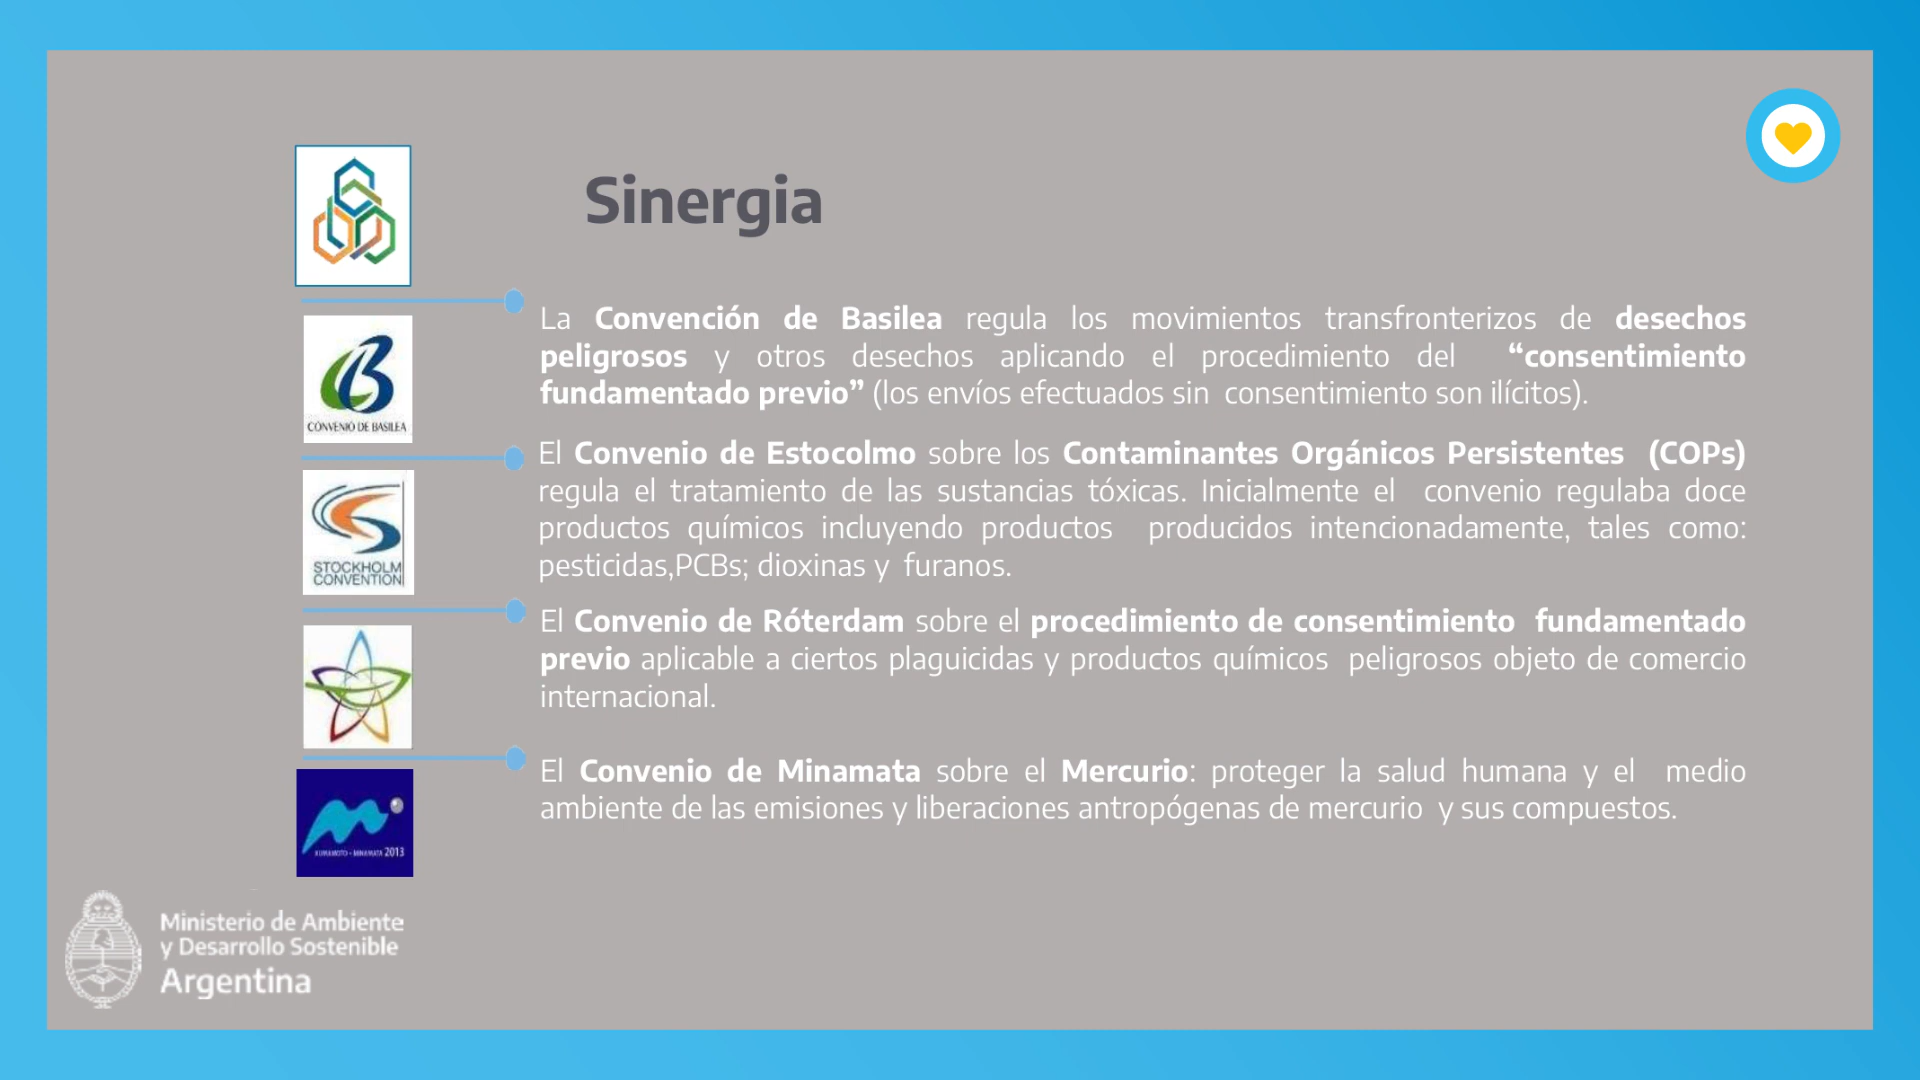 Sinergia
La Convención de Basilea regula los movimientos transfronterizos de desechos
peligrosos y otros desechos aplicando el procedimiento del “consentimiento
fundamentado previo” (los envíos efectuados sin consentimiento son ilícitos).
CONVENIO DE BASILEA
El Convenio de Estocolmo sobre los Contaminantes Orgánicos Persistentes (COPs)
regula el tratamiento de las sustancias tóxicas. Inicialmente el convenio regulaba doce
productos químicos incluyendo productos producidos intencionadamente, tales como:
pesticidas,PCBs; dioxinas y furanos.
STOCKHOLM
CONVENTION
El Convenio de Róterdam sobre el procedimiento de consentimiento fundamentado
previo aplicable a ciertos plaguicidas y productos químicos peligrosos objeto de comercio
internacional.
El Convenio de Minamata sobre el Mercurio: proteger la salud humana y el medio
ambiente de las emisiones y liberaciones antropógenas de mercurio y sus compuestos.
KUMAMOTO - MINAMATA 2013
Ministerio de Ambiente
y Desarrollo Sostenible
Argentina